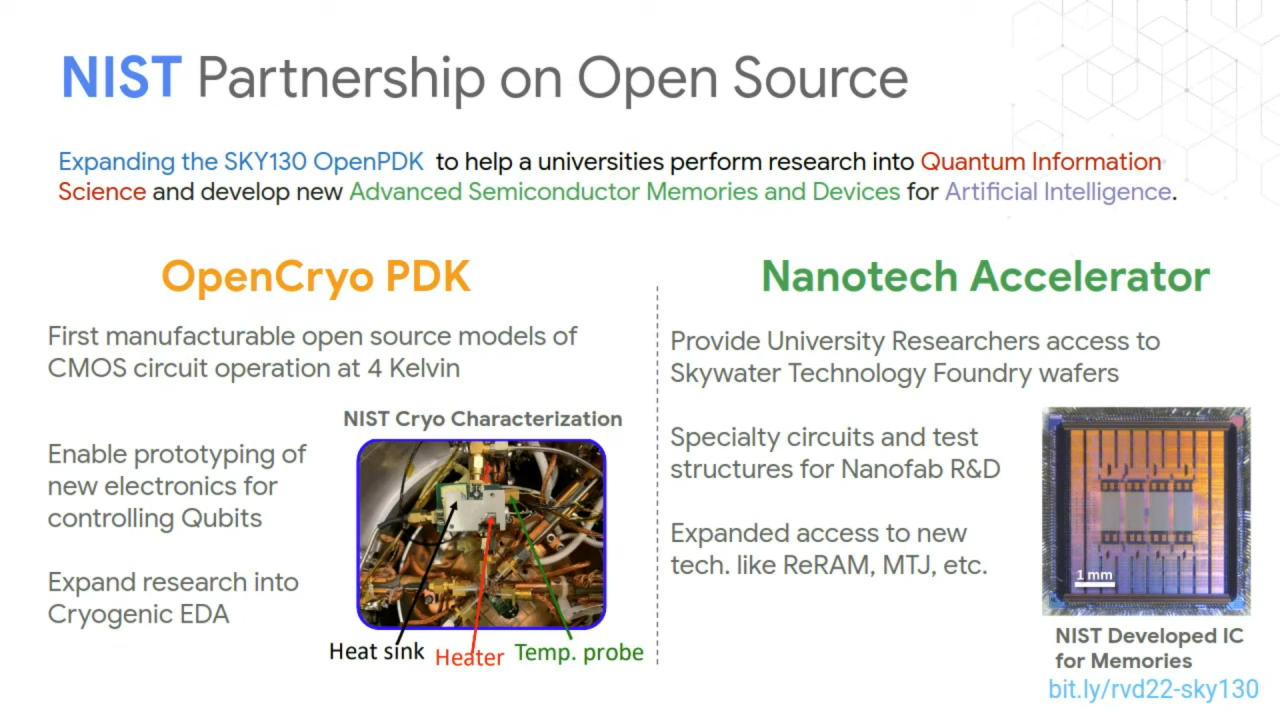 NIST Partnership on Open Source
Expanding the SKY130 OpenPDK to help a universities perform research into Quantum Information
Science and develop new Advanced Semiconductor Memories and Devices for Artificial Intelligence.
OpenCryo PDK
First manufacturable open source models of
CMOS circuit operation at 4 Kelvin
NIST Cryo Characterization
Enable prototyping of
new electronics for
controlling Qubits
Expand research into
Cryogenic EDA
Heat sink
Heater
Temp. probe
Nanotech Accelerator
Provide University Researchers access to
Skywater Technology Foundry wafers
Specialty circuits and test
structures for Nanofab R&D
Expanded access to new
tech. like ReRAM, MTJ, etc.
1 mm
NIST Developed IC
for Memories
bit.ly/rvd22-sky130